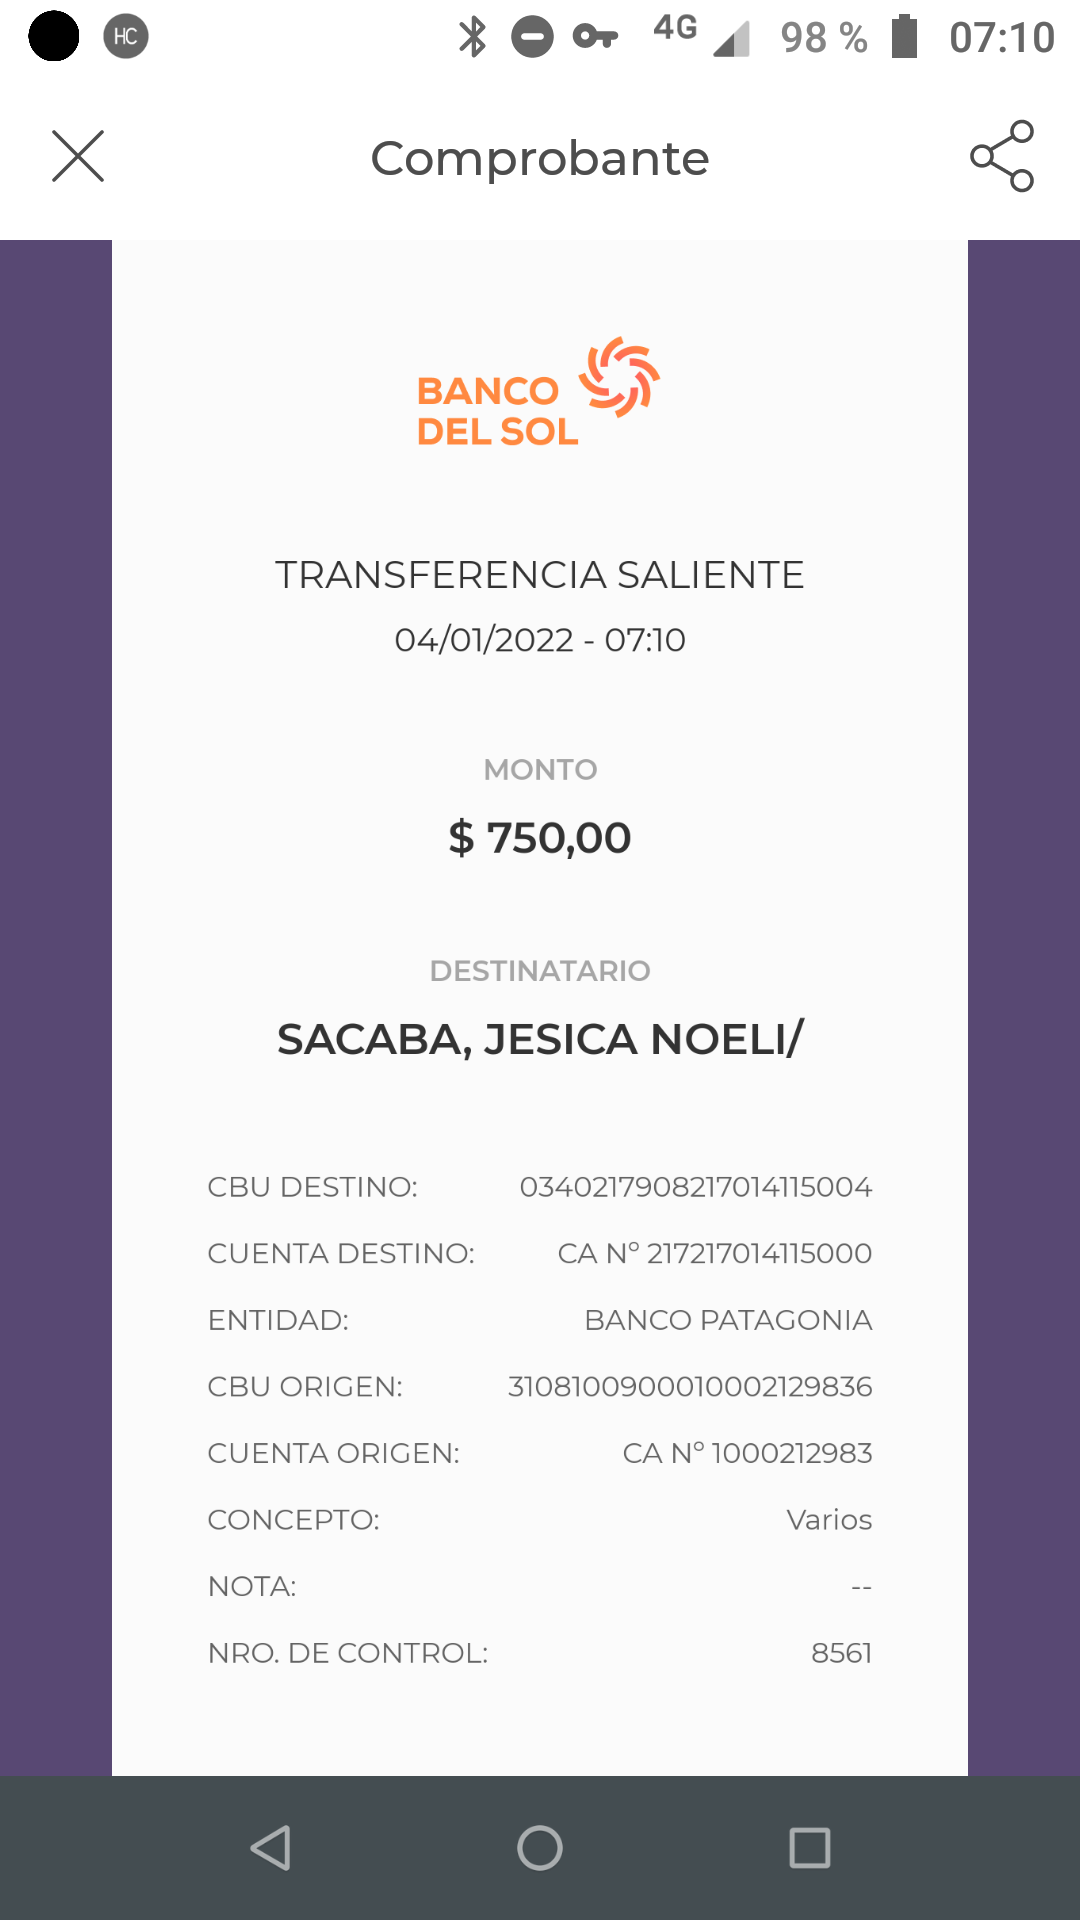 HC 4G 98 % 07:10
Comprobante
BANCO
DEL SOL
TRANSFERENCIA SALIENTE
04/01/2022 - 07:10
MONTO
$ 750,00
DESTINATARIO
SACABA, JESICA NOELI/
CBU DESTINO: 0340217908217014115004
CUENTA DESTINO: CA Nº 217217014115000
ENTIDAD: BANCO PATAGONIA
CBU ORIGEN: 3108100900010002129836
CUENTA ORIGEN: CA Nº 1000212983
CONCEPTO: Varios
NOTA: --
NRO. DE CONTROL: 8561